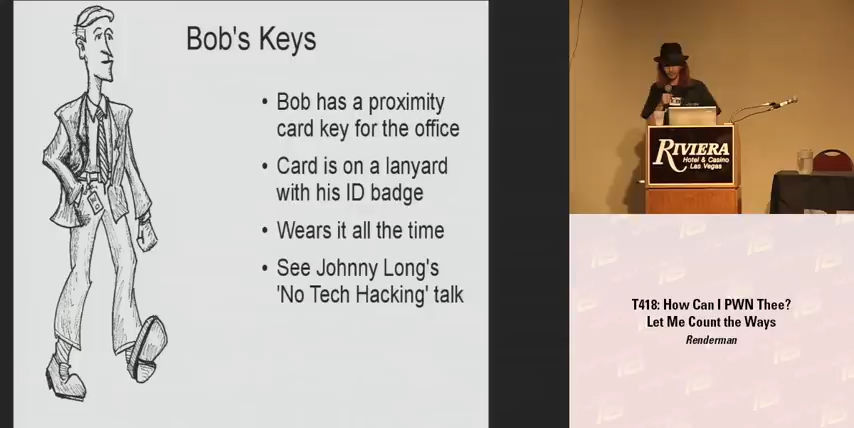 Bob's Keys
• Bob has a proximity
card key for the office
• Card is on a lanyard
with his ID badge
• Wears it all the time
• See Johnny Long's
'No Tech Hacking' talk
RIVIERA
Hotel & Casino
Las Vegas
T418: How Can I PWN Thee?
Let Me Count the Ways
Renderman